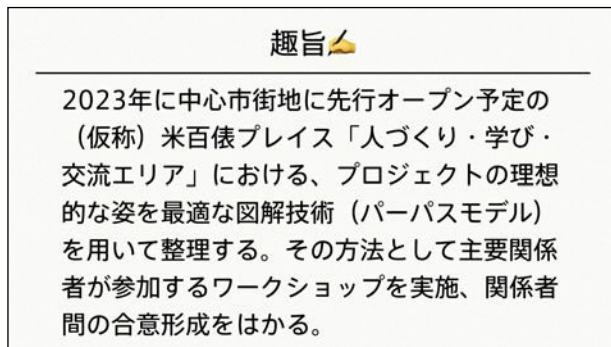 趣旨✍
2023年に中心市街地に先行オープン予定の
（仮称）米百俵プレイス「人づくり・学び・
交流エリア」における、プロジェクトの理想
的な姿を最適な図解技術（パーパスモデル）
を用いて整理する。その方法として主要関係
者が参加するワークショップを実施、関係者
間の合意形成をはかる。